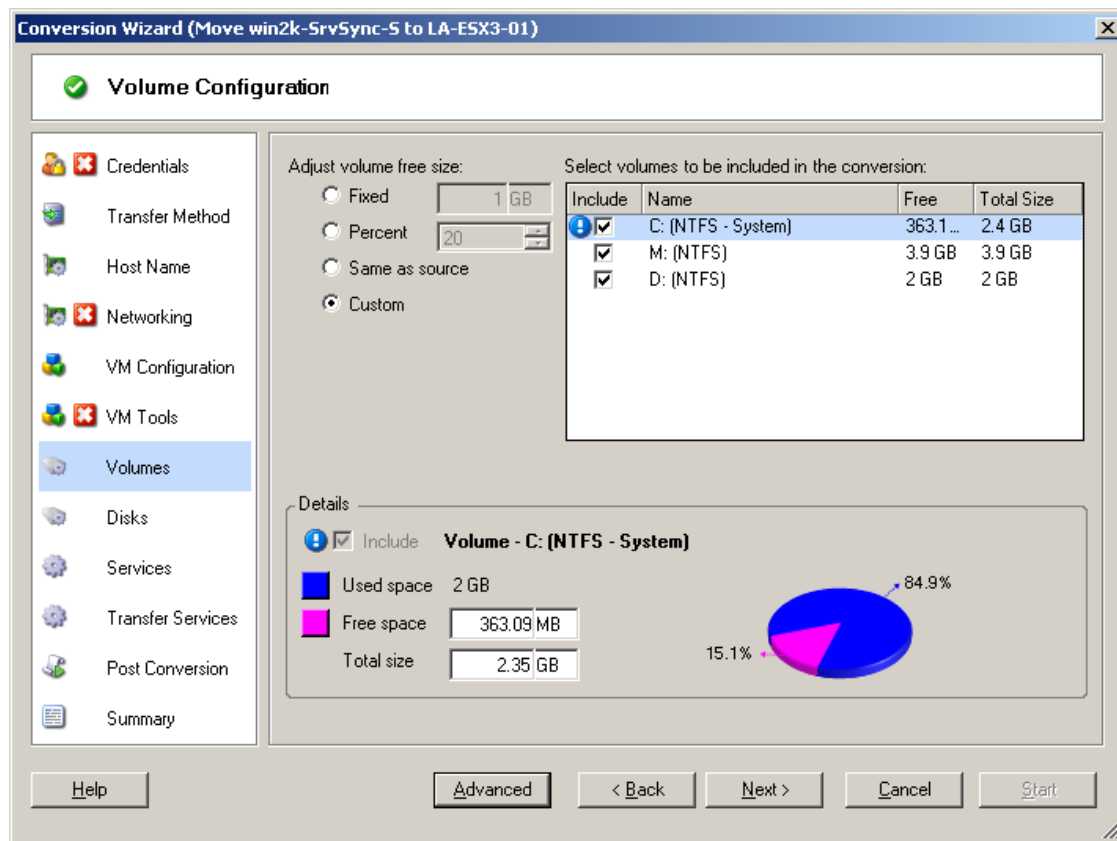 Conversion Wizard (Move win2k-SrvSync-S to LA-ESX3-01)
Volume Configuration
Credentials
Transfer Method
Host Name
Networking
VM Configuration
VM Tools
Volumes
Disks
Services
Transfer Services
Post Conversion
Summary
Adjust volume free size:
Fixed 1 GB
Percent 20
Same as source
Custom
Select volumes to be included in the conversion:
Include Name Free Total Size
C: (NTFS - System) 363.1... 2.4 GB
M: (NTFS) 3.9 GB 3.9 GB
D: (NTFS) 2 GB 2 GB
Details
Include Volume - C: (NTFS - System)
Used space 2 GB
Free space 363.09 MB
Total size 2.35 GB
84.9%
15.1%
Help Advanced < Back Next > Cancel Start